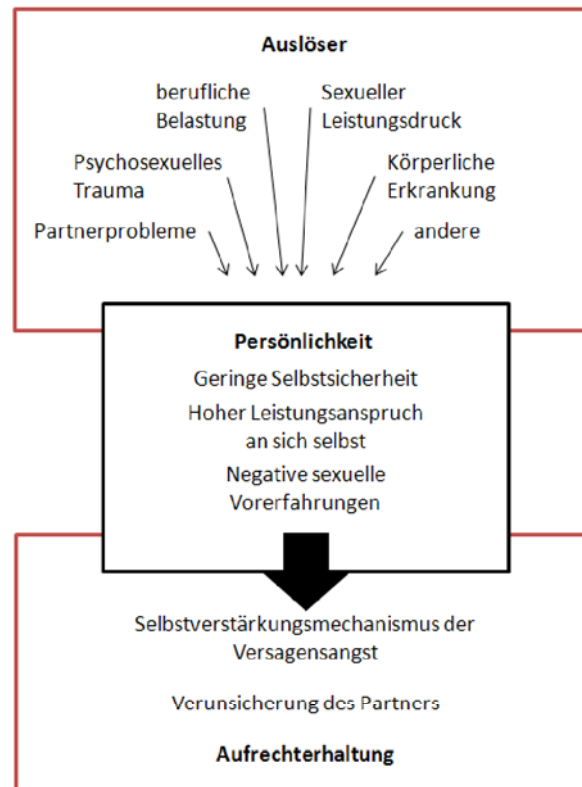 Auslöser
berufliche
Belastung
Sexueller
Leistungsdruck
Psychosexuelles
Trauma
Körperliche
Erkrankung
Partnerprobleme
andere
Persönlichkeit
Geringe Selbstsicherheit
Hoher Leistungsanspruch
an sich selbst
Negative sexuelle
Vorerfahrungen
Selbstverstärkungsmechanismus der
Versagensangst
Verunsicherung des Partners
Aufrechterhaltung